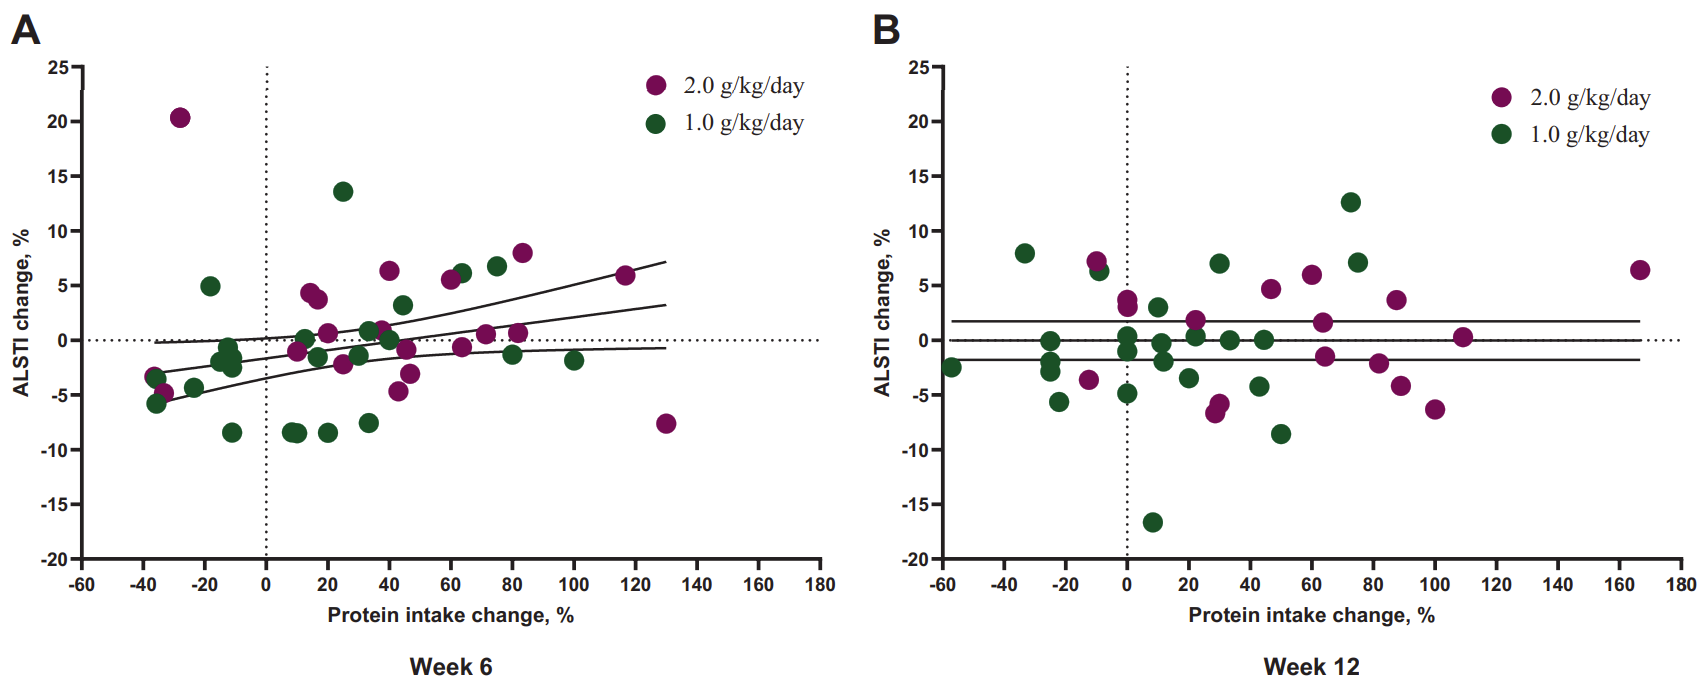 A
B
25
20
15
10
5
0
-5
-10
-15
-20
ALSTI change, %
2.0 g/kg/day
1.0 g/kg/day
-60 -40 -20 0 20 40 60 80 100 120 140 160 180
Protein intake change, %
Week 6
25
20
15
10
5
0
-5
-10
-15
-20
ALSTI change, %
2.0 g/kg/day
1.0 g/kg/day
-60 -40 -20 0 20 40 60 80 100 120 140 160 180
Protein intake change, %
Week 12